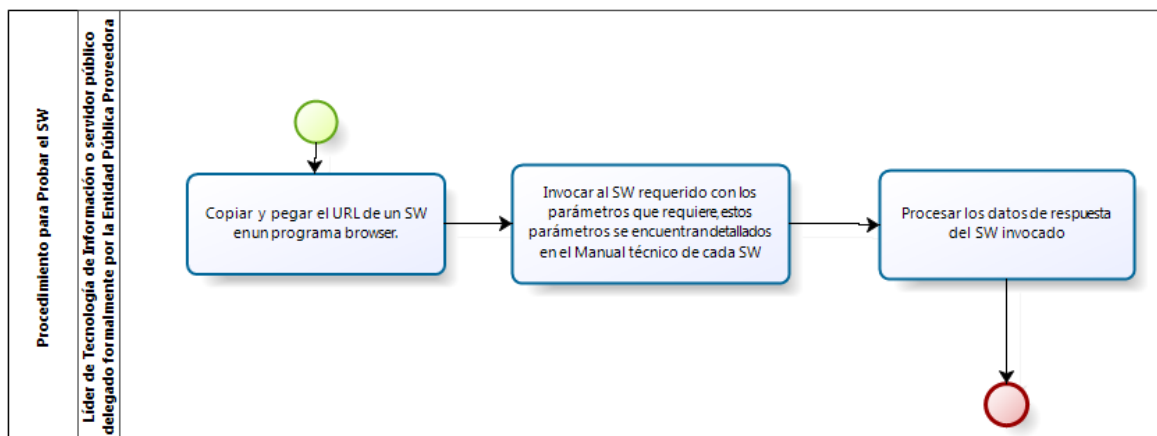 Procedimiento para Probar el SW
Líder de Tecnología de Información o servidor público
delegado formalmente por la Entidad Pública Proveedora
Copiar y pegar el URL de un SW
enun programa browser.
Invocar al SW requerido con los
parámetros que requiere, estos
parámetros se encuentran detallados
en el Manual técnico de cada SW
Procesar los datos de respuesta
del SW invocado